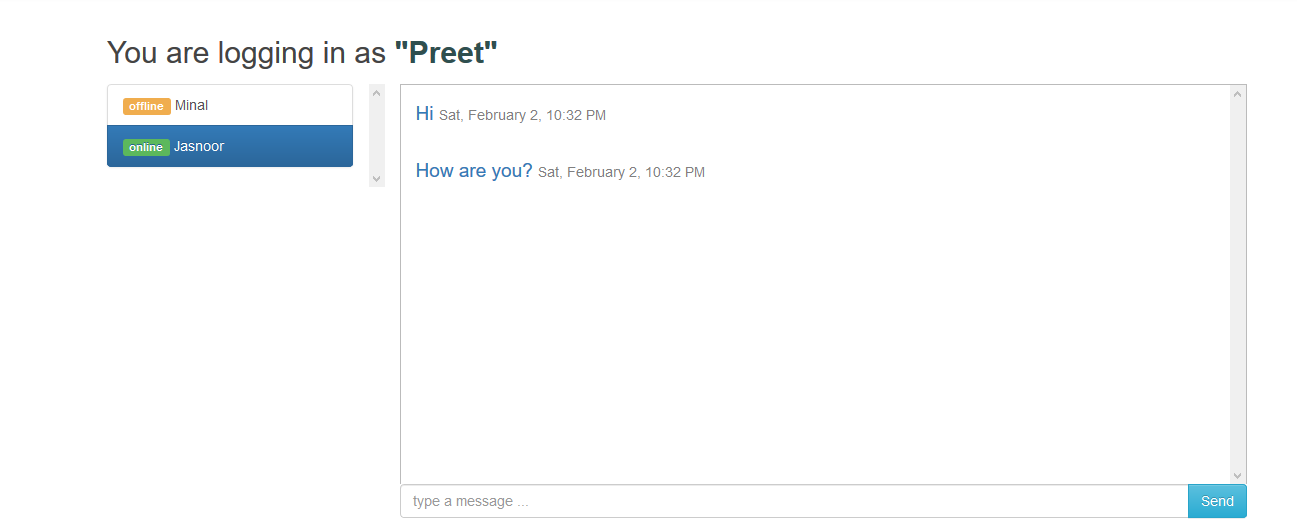 You are logging in as "Preet"
offline Minal
online Jasnoor
Hi Sat, February 2, 10:32 PM
How are you? Sat, February 2, 10:32 PM
type a message ...
Send